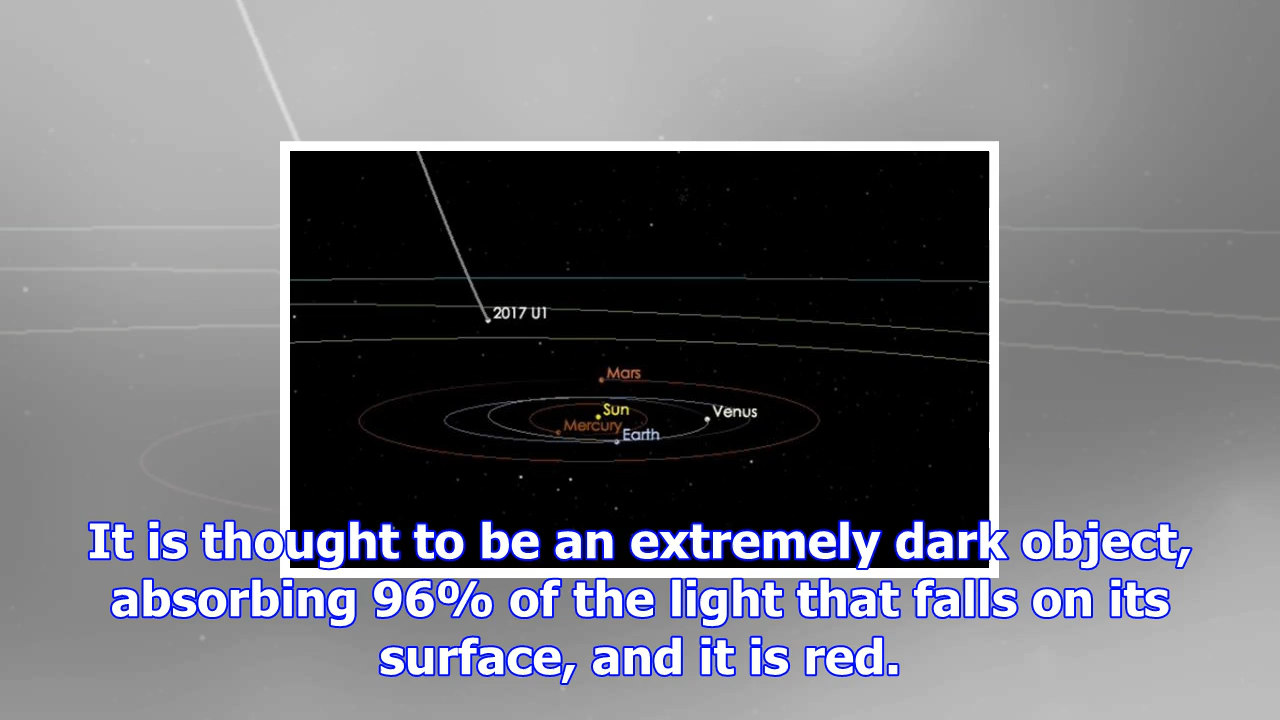 2017 U1
Mars
Sun
Venus
Mercury
Earth
It is thought to be an extremely dark object,
absorbing 96% of the light that falls on its
surface, and it is red.